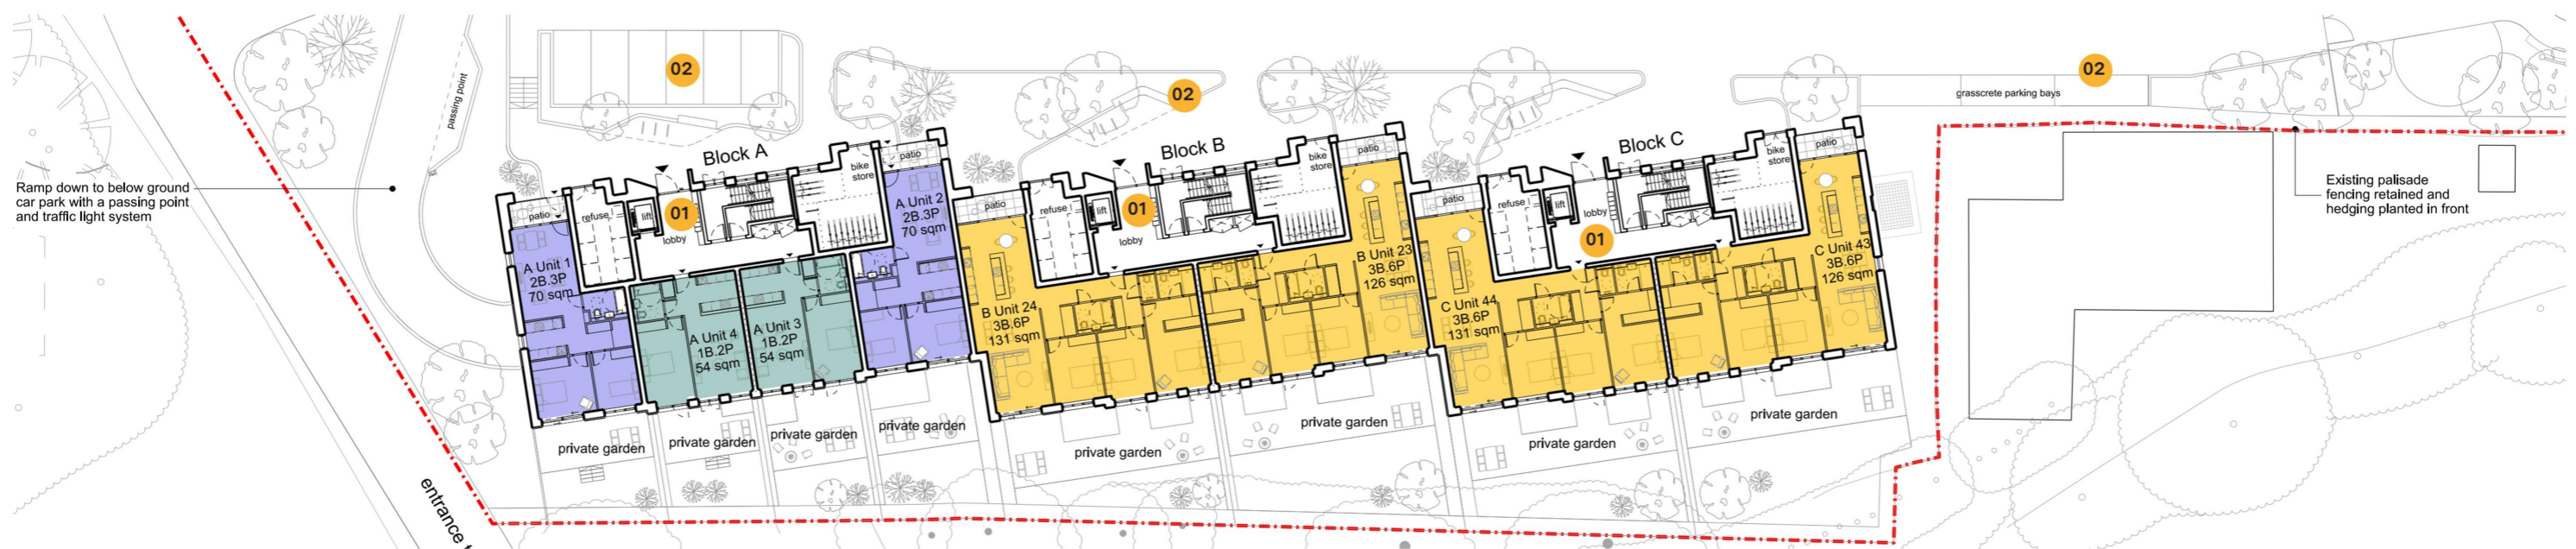 02
02
02
passing point
grasscrete parking bays
Ramp down to below ground
car park with a passing point
and traffic light system
Existing palisade
fencing retained and
hedging planted in front
Block A
patio
refuse
lift
01
lobby
bike
store
patio
A Unit 1
2B.3P
70 sqm
A Unit 4
1B.2P
54 sqm
A Unit 3
1B.2P
54 sqm
A Unit 2
2B.3P
70 sqm
Block B
patio
refuse
lift
01
lobby
bike
store
patio
B Unit 24
3B.6P
131 sqm
B Unit 23
3B.6P
126 sqm
Block C
patio
refuse
lift
lobby
01
bike
store
patio
C Unit 44
3B.6P
131 sqm
C Unit 43
3B.6P
126 sqm
private garden
private garden
private garden
private garden
private garden
private garden
private garden
private garden
entrance